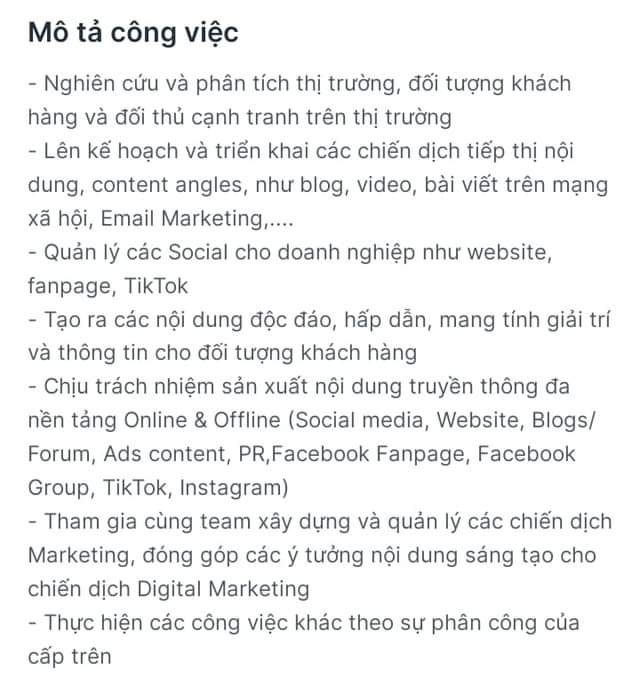 Mô tả công việc
- Nghiên cứu và phân tích thị trường, đối tượng khách
hàng và đối thủ cạnh tranh trên thị trường
- Lên kế hoạch và triển khai các chiến dịch tiếp thị nội
dung, content angles, như blog, video, bài viết trên mạng
xã hội, Email Marketing,....
- Quản lý các Social cho doanh nghiệp như website,
fanpage, TikTok
- Tạo ra các nội dung độc đáo, hấp dẫn, mang tính giải trí
và thông tin cho đối tượng khách hàng
- Chịu trách nhiệm sản xuất nội dung truyền thông đa
nền tảng Online & Offline (Social media, Website, Blogs/
Forum, Ads content, PR,Facebook Fanpage, Facebook
Group, TikTok, Instagram)
- Tham gia cùng team xây dựng và quản lý các chiến dịch
Marketing, đóng góp các ý tưởng nội dung sáng tạo cho
chiến dịch Digital Marketing
- Thực hiện các công việc khác theo sự phân công của
cấp trên